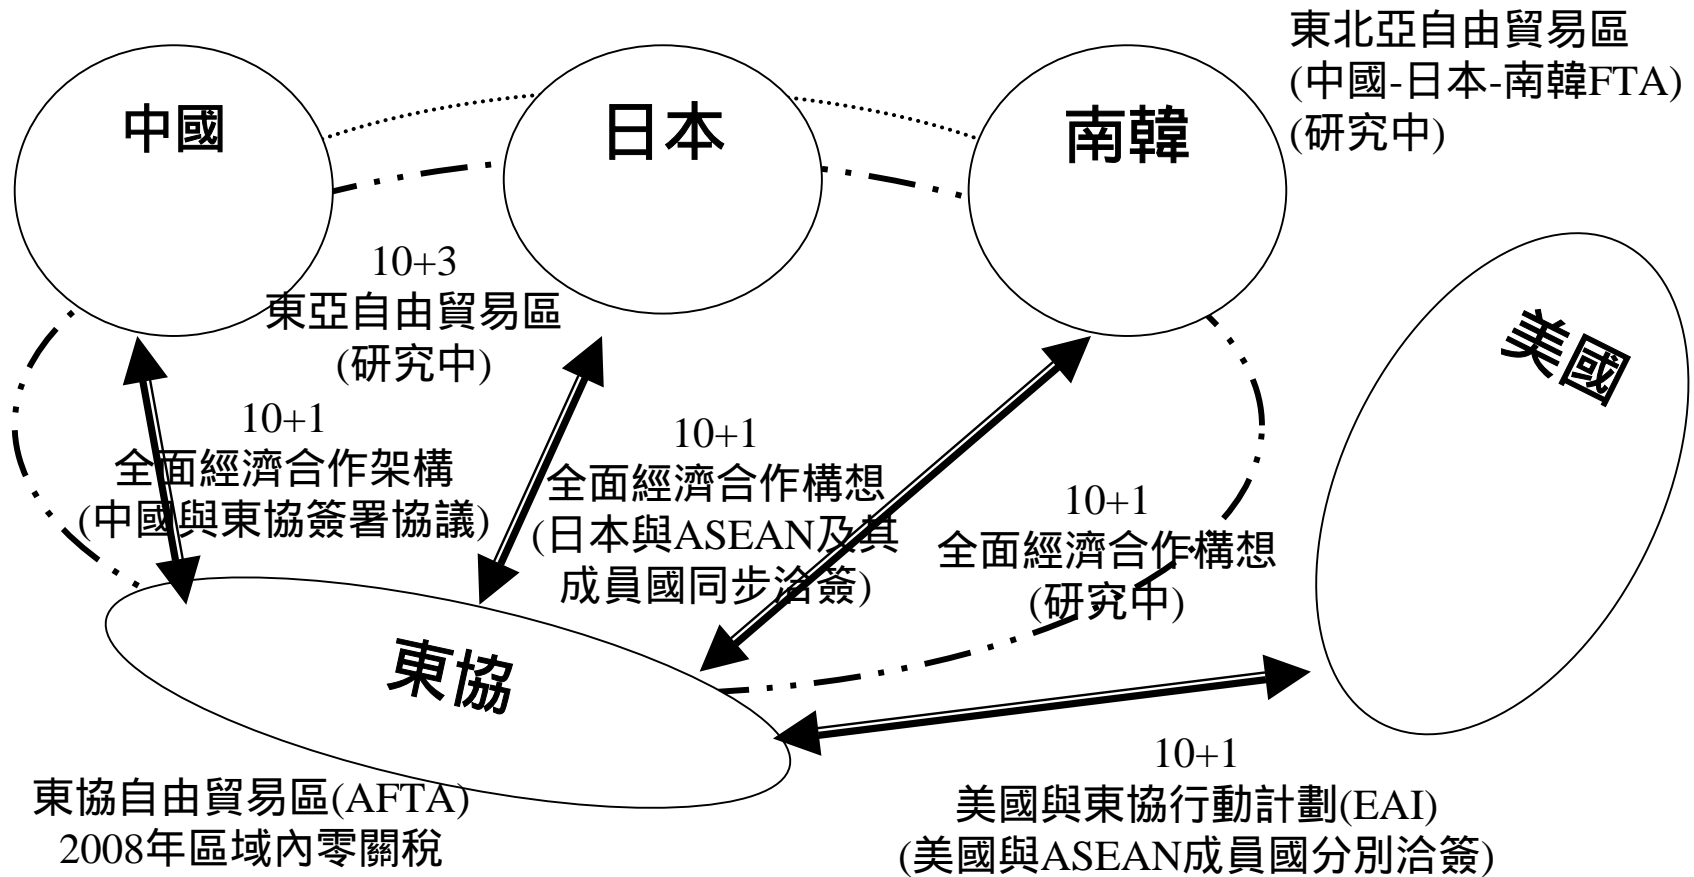 東北亞自由貿易區
(中國-日本-南韓FTA)
(研究中)
中國
日本
南韓
美國
10+3
東亞自由貿易區
(研究中)
10+1
全面經濟合作架構
(中國與東協簽署協議)
10+1
全面經濟合作構想
(日本與ASEAN及其
成員國同步洽簽)
10+1
全面經濟合作構想
(研究中)
東協
東協自由貿易區(AFTA)
2008年區域內零關稅
10+1
美國與東協行動計劃(EAI)
(美國與ASEAN成員國分別洽簽)